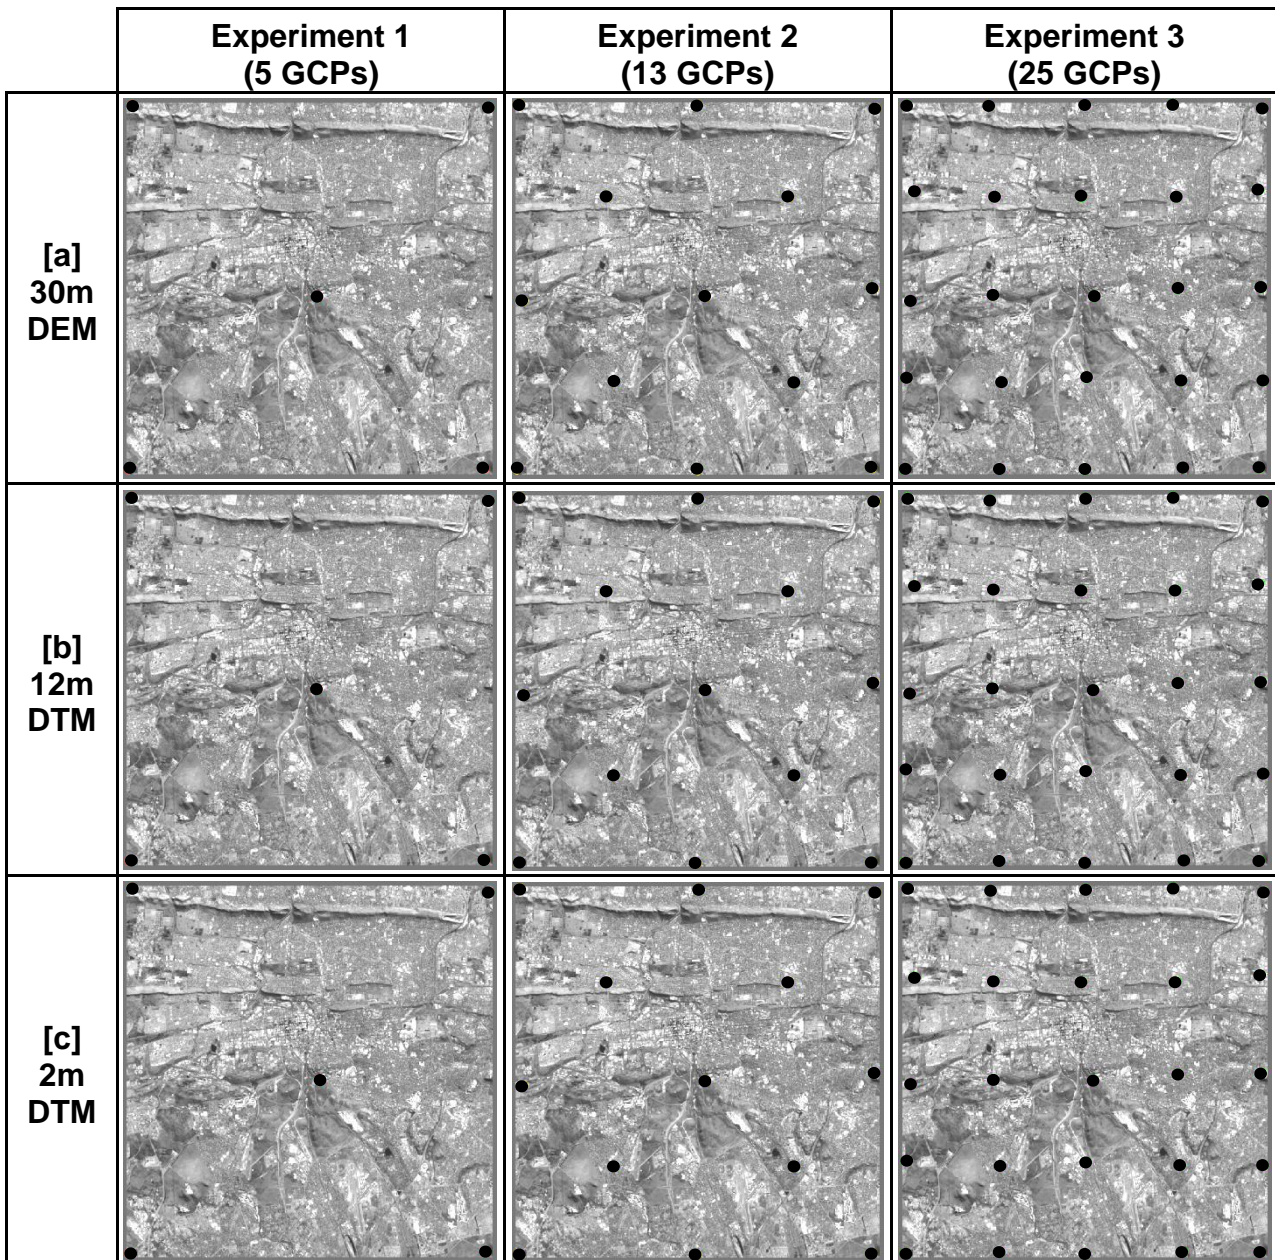 Experiment 1
(5 GCPs)
Experiment 2
(13 GCPs)
Experiment 3
(25 GCPs)
[a]
30m
DEM
[b]
12m
DTM
[c]
2m
DTM